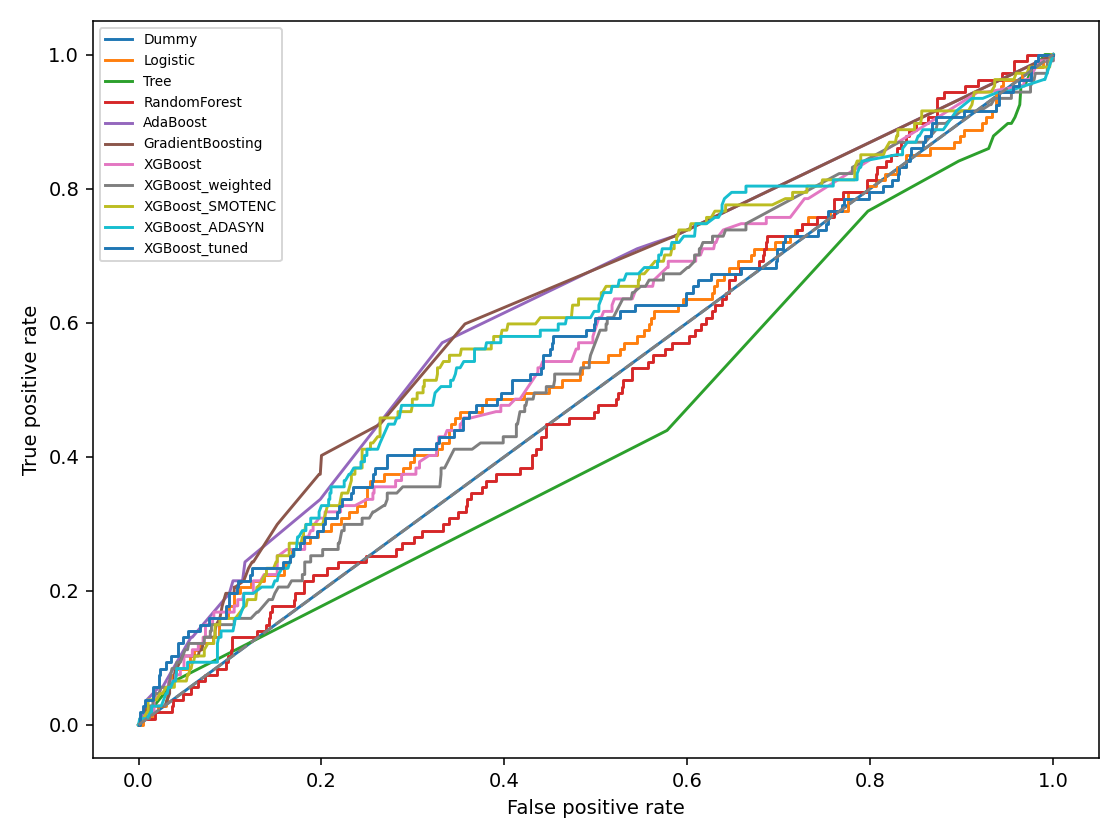 Dummy
Logistic
Tree
RandomForest
AdaBoost
GradientBoosting
XGBoost
XGBoost_weighted
XGBoost_SMOTENC
XGBoost_ADASYN
XGBoost_tuned
True positive rate
1.0
0.8
0.6
0.4
0.2
0.0
0.0 0.2 0.4 0.6 0.8 1.0
False positive rate